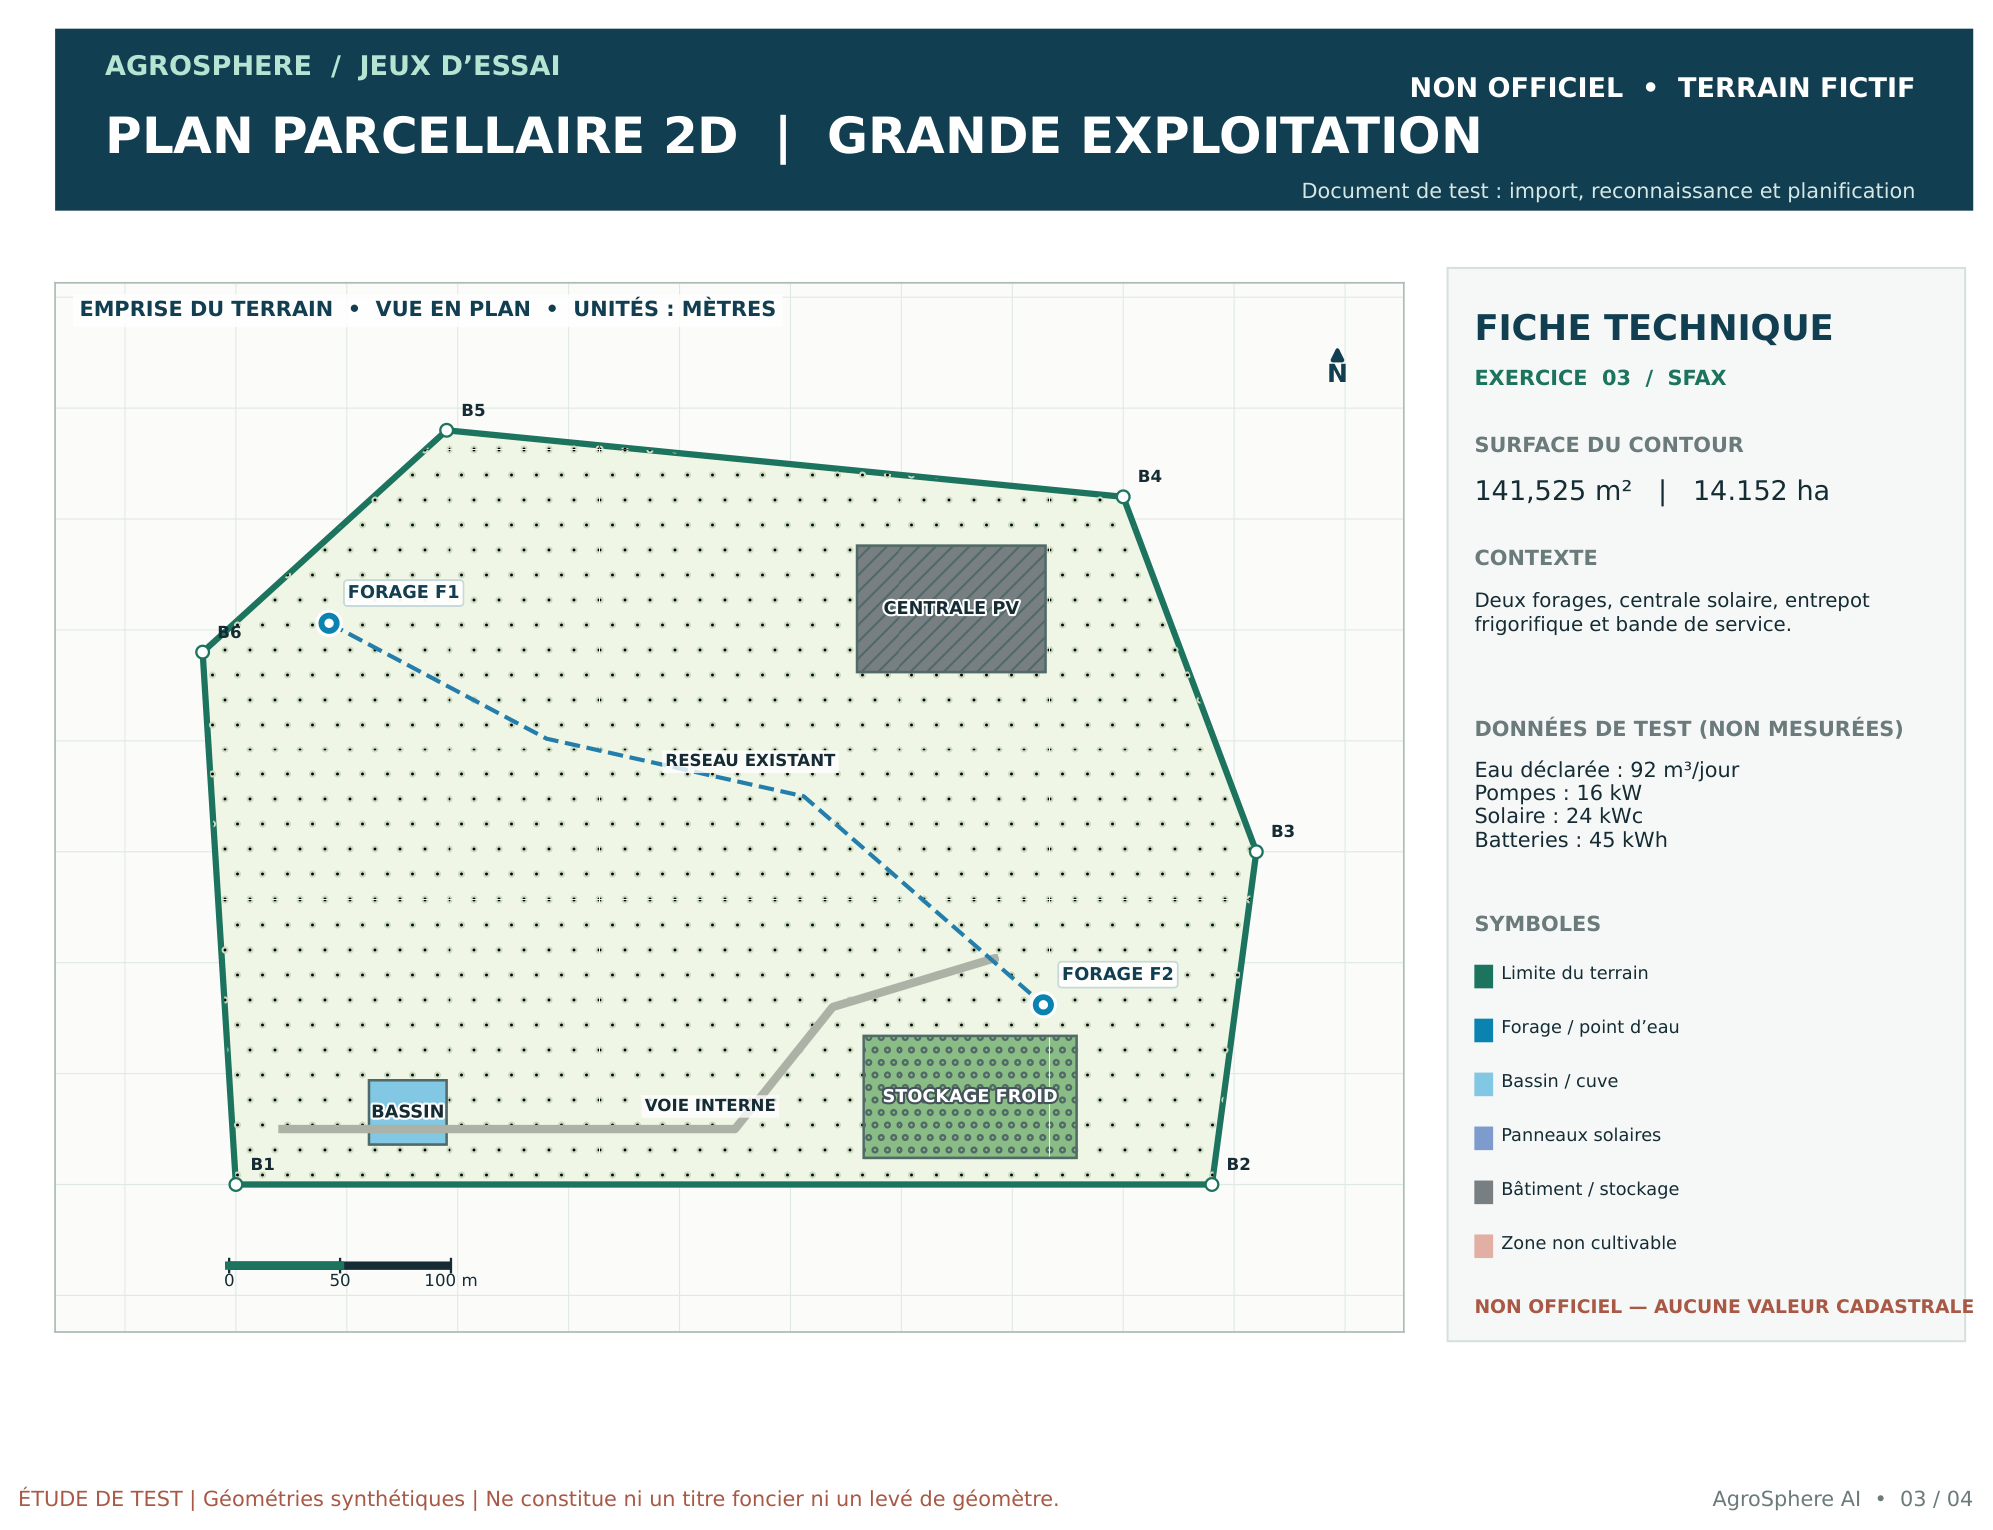 AGROSPHERE / JEUX D’ESSAI
NON OFFICIEL • TERRAIN FICTIF
PLAN PARCELLAIRE 2D | GRANDE EXPLOITATION
Document de test : import, reconnaissance et planification
EMPRISE DU TERRAIN • VUE EN PLAN • UNITÉS : MÈTRES
N
B5
B4
FORAGE F1
CENTRALE PV
B6
RESEAU EXISTANT
B3
FORAGE F2
STOCKAGE FROID
VOIE INTERNE
BASSIN
B1
B2
0 50 100 m
FICHE TECHNIQUE
EXERCICE 03 / SFAX
SURFACE DU CONTOUR
141,525 m² | 14.152 ha
CONTEXTE
Deux forages, centrale solaire, entrepot
frigorifique et bande de service.
DONNÉES DE TEST (NON MESURÉES)
Eau déclarée : 92 m³/jour
Pompes : 16 kW
Solaire : 24 kWc
Batteries : 45 kWh
SYMBOLES
Limite du terrain
Forage / point d’eau
Bassin / cuve
Panneaux solaires
Bâtiment / stockage
Zone non cultivable
NON OFFICIEL — AUCUNE VALEUR CADASTRALE
ÉTUDE DE TEST | Géométries synthétiques | Ne constitue ni un titre foncier ni un levé de géomètre.
AgroSphere AI • 03 / 04